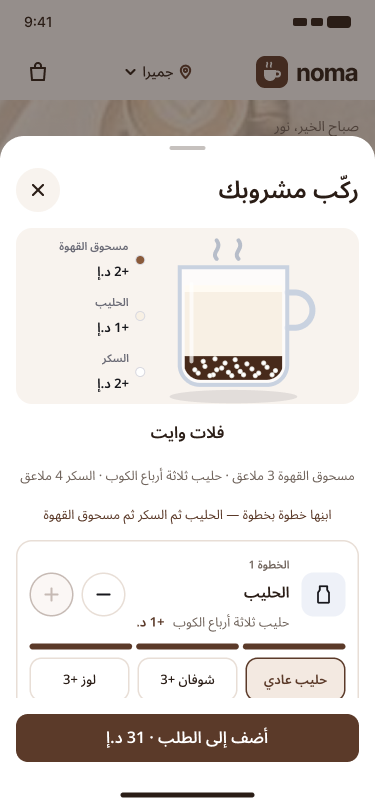 9:41
noma
جميرا
صباح الخير، نور
ركّب مشروبك
مسحوق القهوة
+2 د.إ
الحليب
+1 د.إ
السكر
+2 د.إ
فلات وايت
مسحوق القهوة 3 ملاعق · حليب ثلاثة أرباع الكوب · السكر 4 ملاعق
ابنِها خطوة بخطوة — الحليب ثم السكر ثم مسحوق القهوة
الخطوة 1
الحليب
حليب ثلاثة أرباع الكوب +1 د.
حليب عادي
شوفان +3
لوز +3
أضف إلى الطلب · 31 د.إ